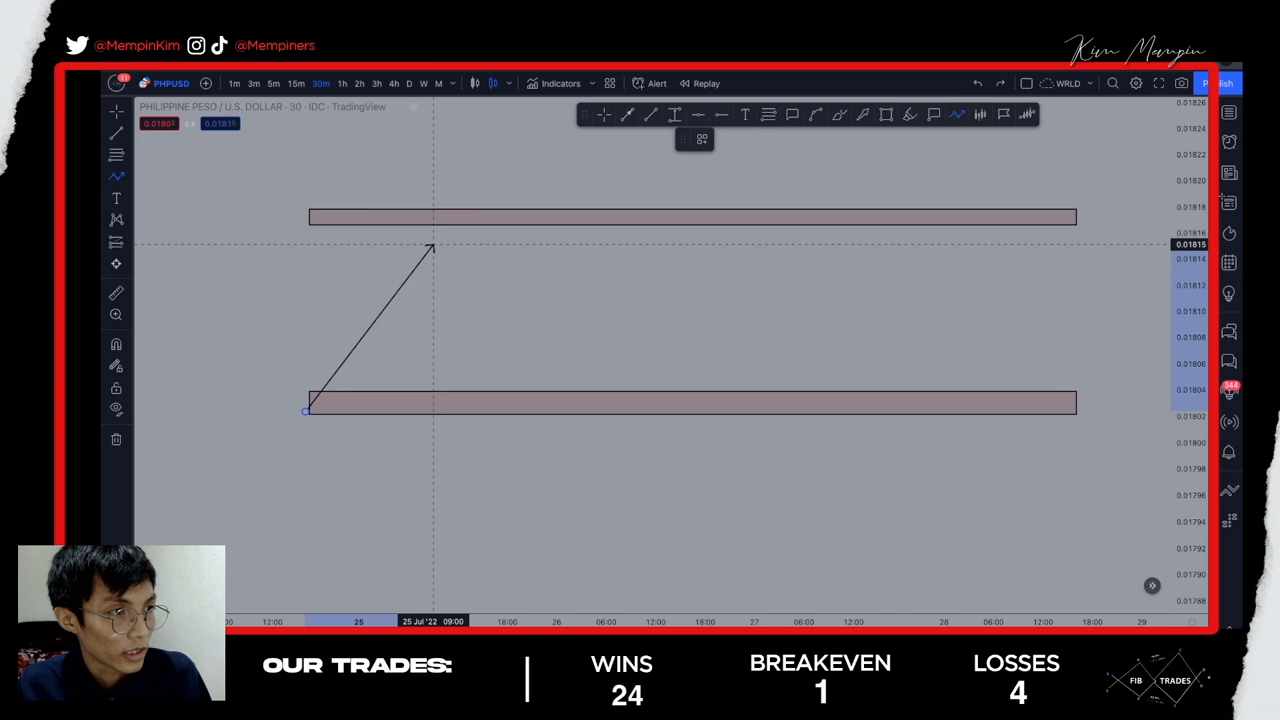 @MempinKim @Mempiners
Kim Mempin
11 PHPUSD 1m 3m 5m 15m 30m 1h 2h 3h 4h D W M Indicators Alert Replay WRLD
PHILIPPINE PESO / U.S. DOLLAR · 30 · IDC · TradingView
0.01802 0.8 0.01810
0.01826
0.01824
0.01822
0.01820
0.01818
0.01816
0.01815
0.01814
0.01812
0.01810
0.01808
0.01806
0.01804
0.01802
0.01800
0.01798
0.01796
0.01794
0.01792
0.01790
0.01788
344
12:00 25 25 Jul '22 09:00 18:00 26 06:00 12:00 18:00 27 06:00 12:00 28 06:00 12:00 18:00 29
OUR TRADES:
WINS
24
BREAKEVEN
1
LOSSES
4
FIB TRADES